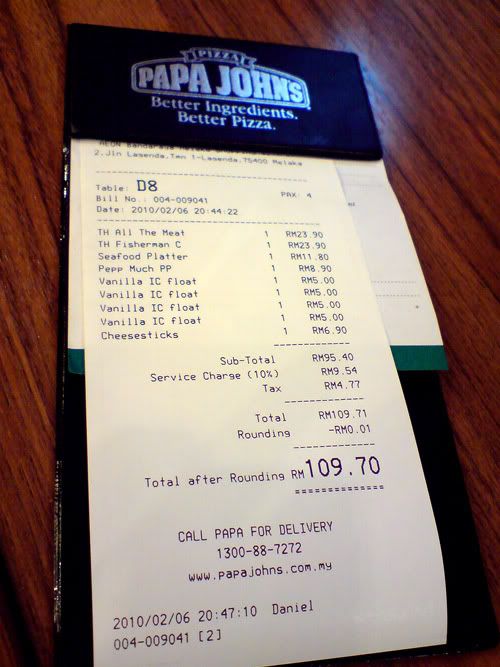 PIZZA
PAPA JOHNS
Better Ingredients.
Better Pizza.
AEON Bandaraya
2,Jln Lasenda,Tmn 1-Lasenda,75400 Melaka
Table: D8 PAX: 4
Bill No.: 004-009041
Date: 2010/02/06 20:44:22
TH All The Meat 1 RM23.90
TH Fisherman C 1 RM23.90
Seafood Platter 1 RM11.80
Pepp Much PP 1 RM8.90
Vanilla IC float 1 RM5.00
Vanilla IC float 1 RM5.00
Vanilla IC float 1 RM5.00
Vanilla IC float 1 RM5.00
Cheesesticks 1 RM6.90
Sub-Total RM95.40
Service Charge (10%) RM9.54
Tax RM4.77
Total RM109.71
Rounding -RM0.01
Total after Rounding RM109.70
CALL PAPA FOR DELIVERY
1300-88-7272
www.papajohns.com.my
2010/02/06 20:47:10 Daniel
004-009041 [2]